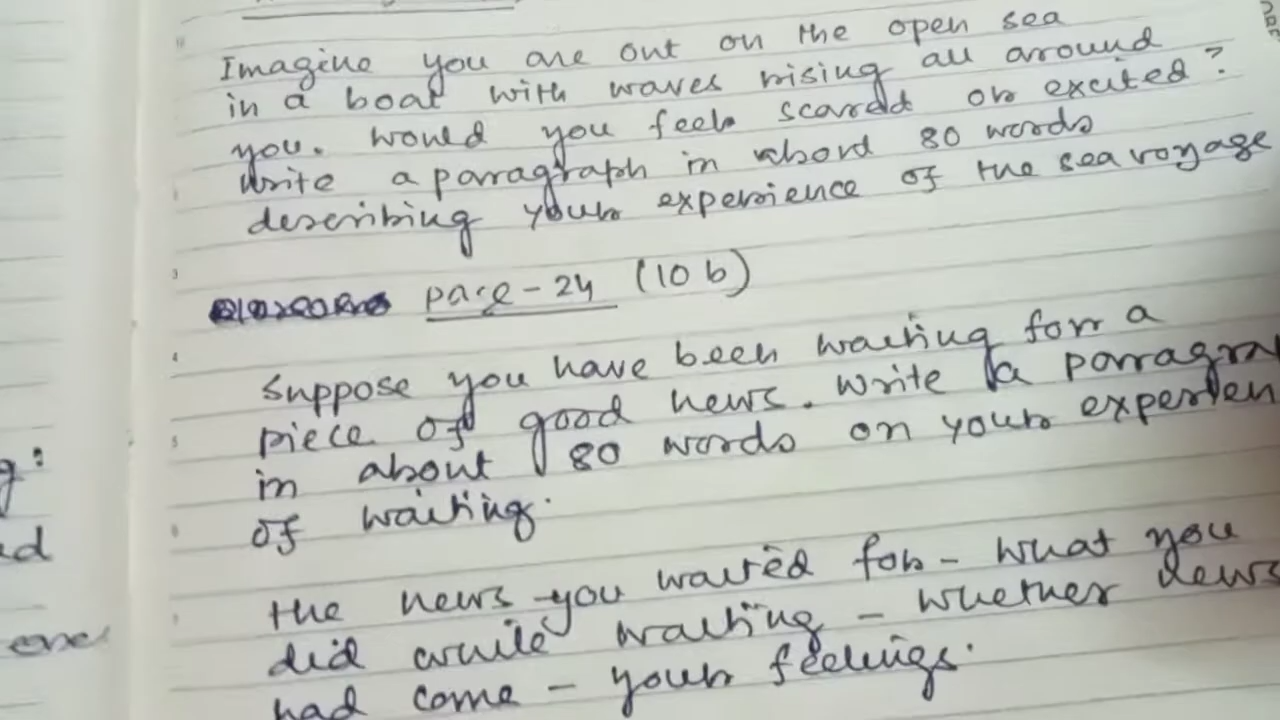 Imagine you are out on the open sea
in a boat with waves rising all around
you. Would you feel scared or excited?
Write a paragraph in about 80 words
describing your experience of the sea voyage
page - 24 (10 b)
Suppose you have been waiting for a
piece of good news. Write a paragra
in about 80 words on your experien
of waiting.
the news you waited for - what you
did while waiting - whether news
had come - your feelings.
g:
ed